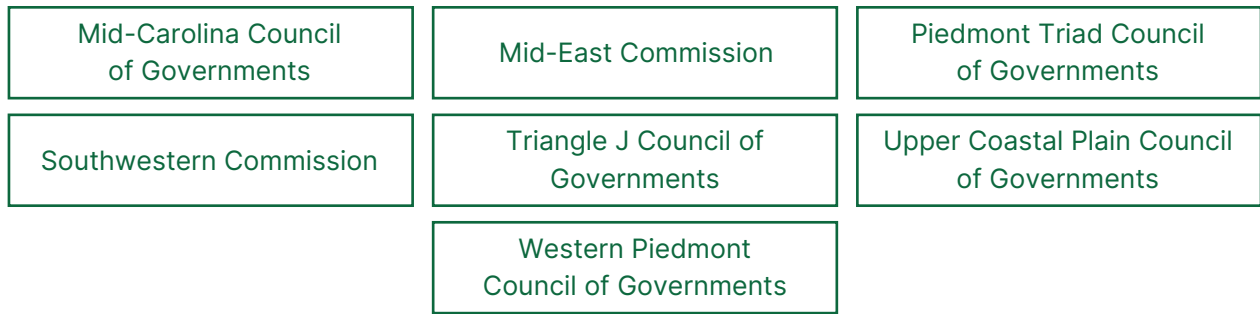 Mid-Carolina Council
of Governments
Mid-East Commission
Piedmont Triad Council
of Governments
Southwestern Commission
Triangle J Council of
Governments
Upper Coastal Plain Council
of Governments
Western Piedmont
Council of Governments